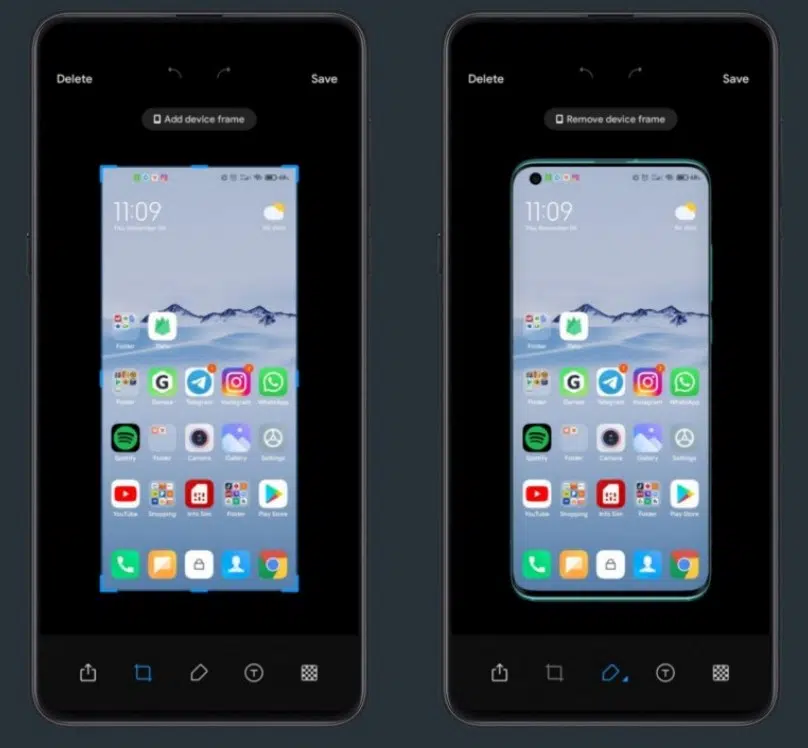 Delete
Save
Add device frame
11:09
Folder
Folder
Telegram
Instagram
WhatsApp
Spotify
Folder
Camera
Gallery
Settings
YouTube
Shopping
Info Sim
Folder
Play Store
Delete
Save
Remove device frame
11:09
Folder
Folder
Telegram
Instagram
WhatsApp
Spotify
Folder
Camera
Gallery
Settings
YouTube
Shopping
Info Sim
Folder
Play Store